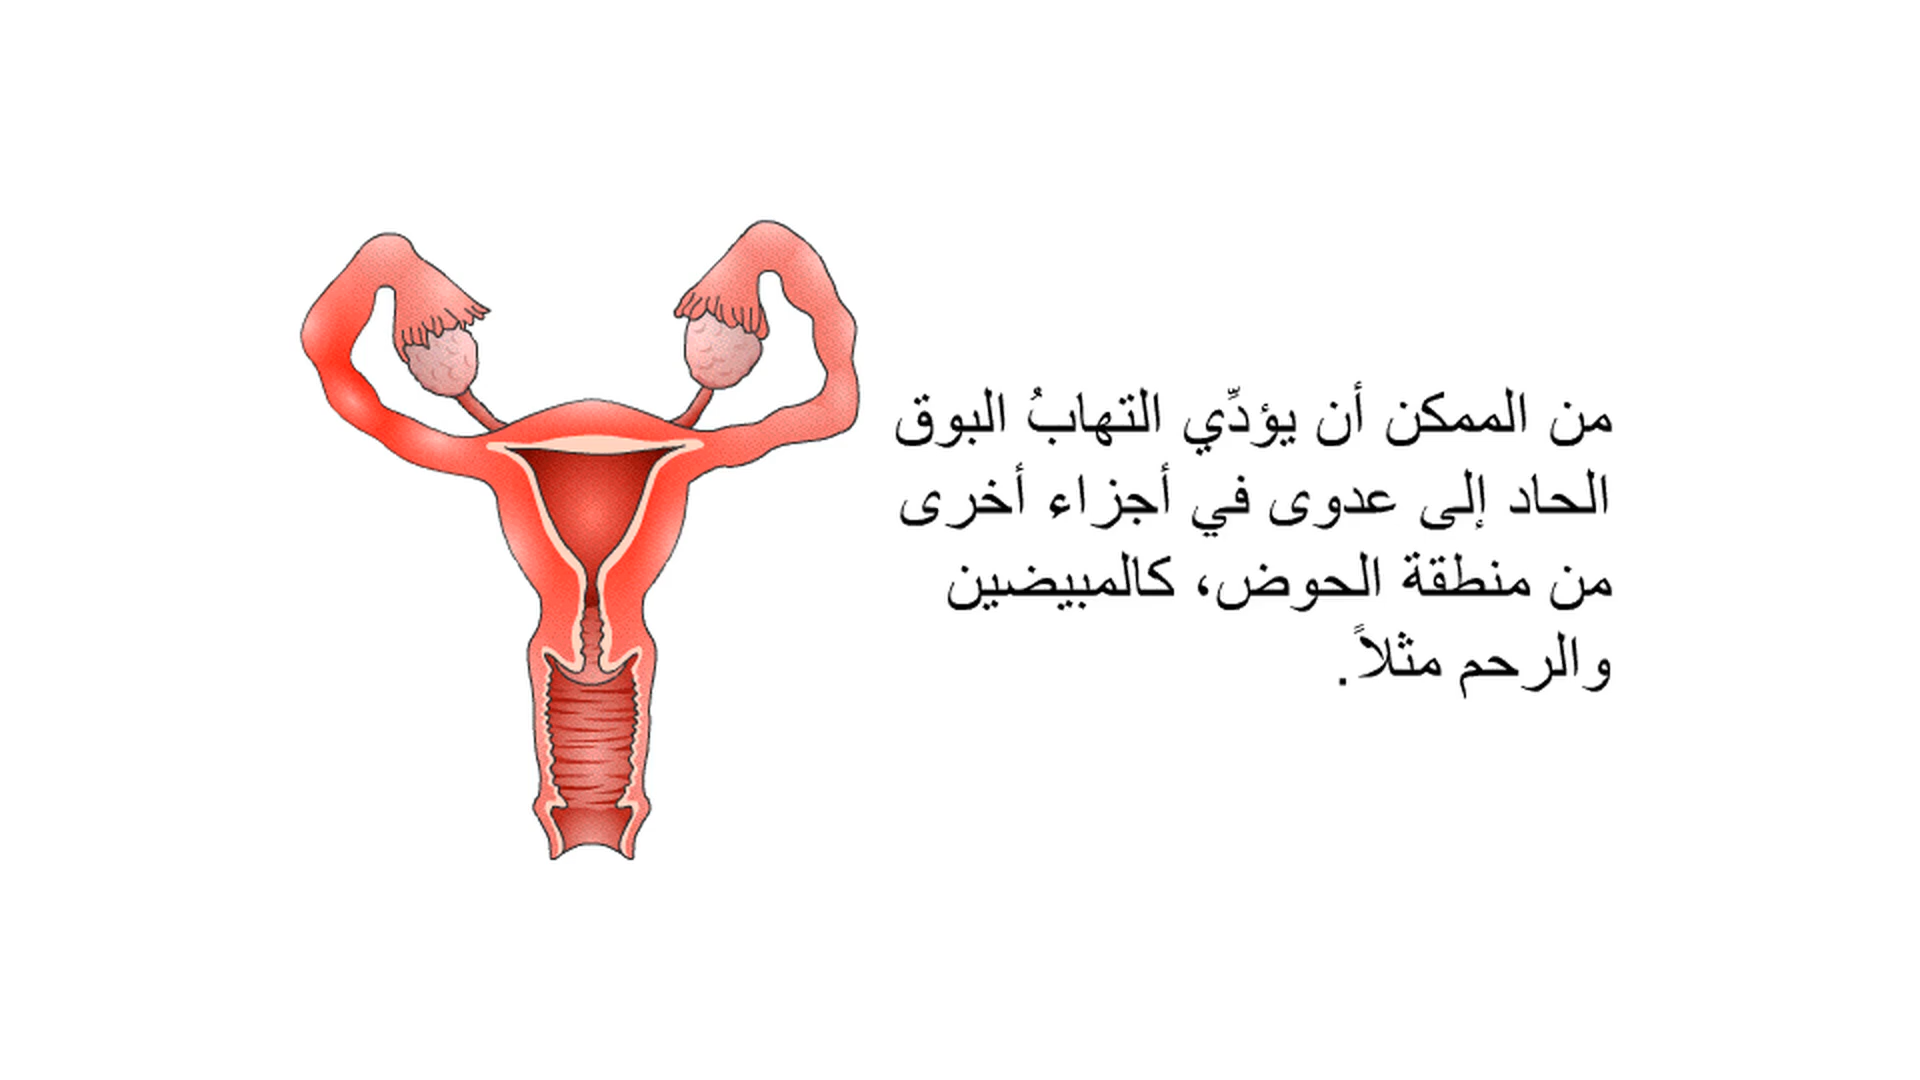 من الممكن أن يؤدِّي التهابُ البوق
الحاد إلى عدوى في أجزاء أخرى
من منطقة الحوض، كالمبيضين
والرحم مثلاً.